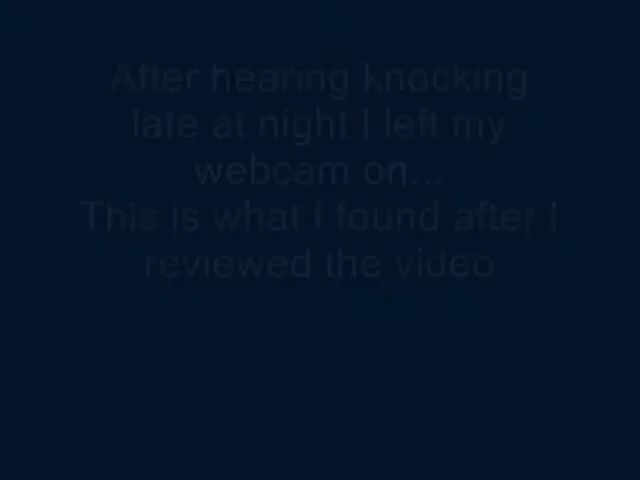 After hearing knocking
late at night I left my
webcam on...
This is what I found after I
reviewed the video